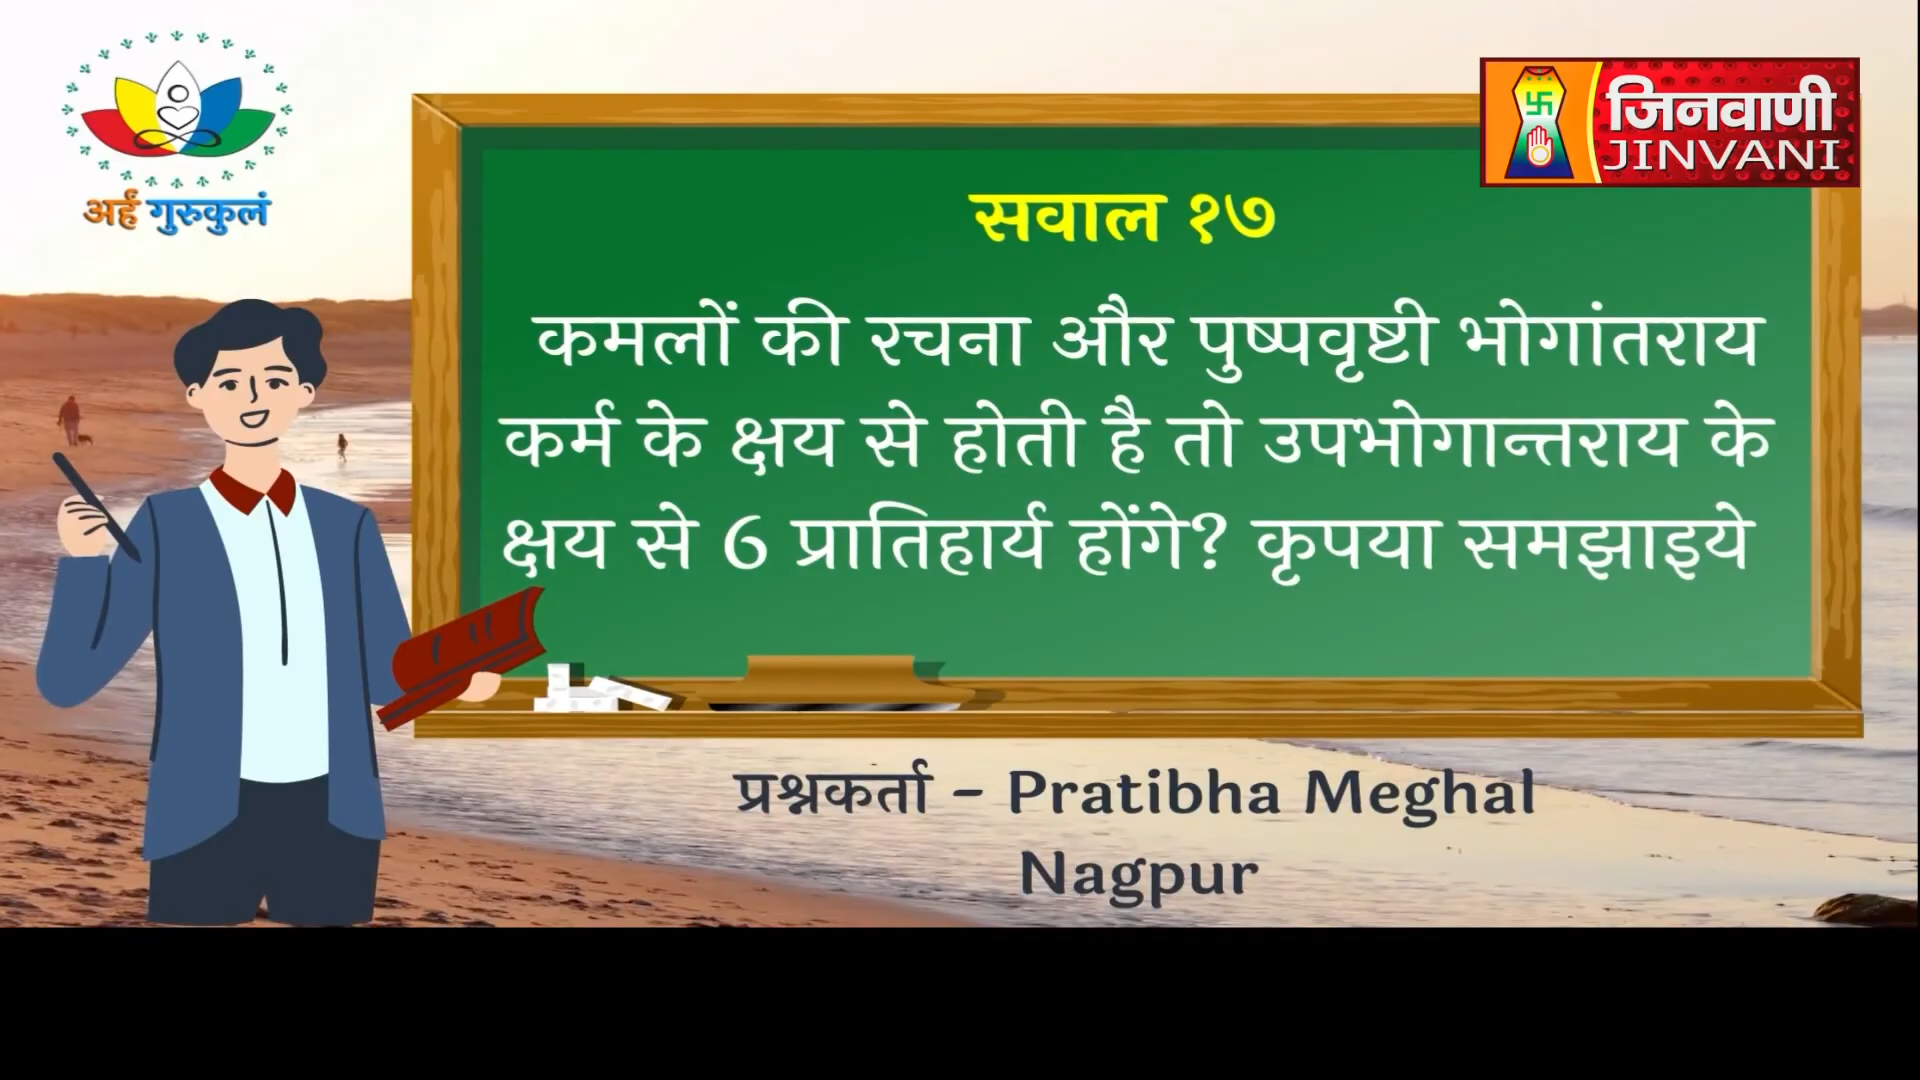 अर्हं गुरुकुलं
जिनवाणी
JINVANI
सवाल १७
कमलों की रचना और पुष्पवृष्टी भोगांतराय
कर्म के क्षय से होती है तो उपभोगान्तराय के
क्षय से 6 प्रातिहार्य होंगे? कृपया समझाइये
प्रश्नकर्ता - Pratibha Meghal
Nagpur